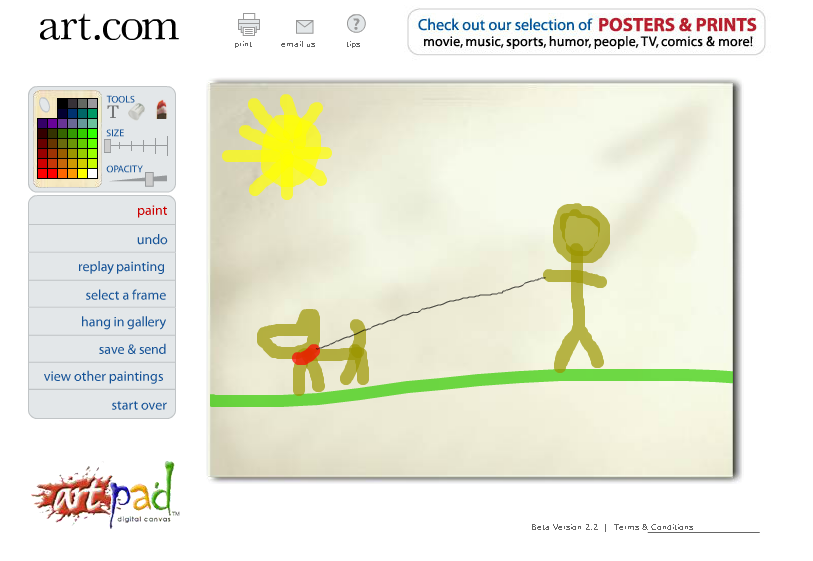 art.com
print
email us
tips
Check out our selection of POSTERS & PRINTS
movie, music, sports, humor, people, TV, comics & more!
TOOLS
T
SIZE
OPACITY
paint
undo
replay painting
select a frame
hang in gallery
save & send
view other paintings
start over
artpad
TM
digital canvas
Beta Version 2.2 | Terms & Conditions